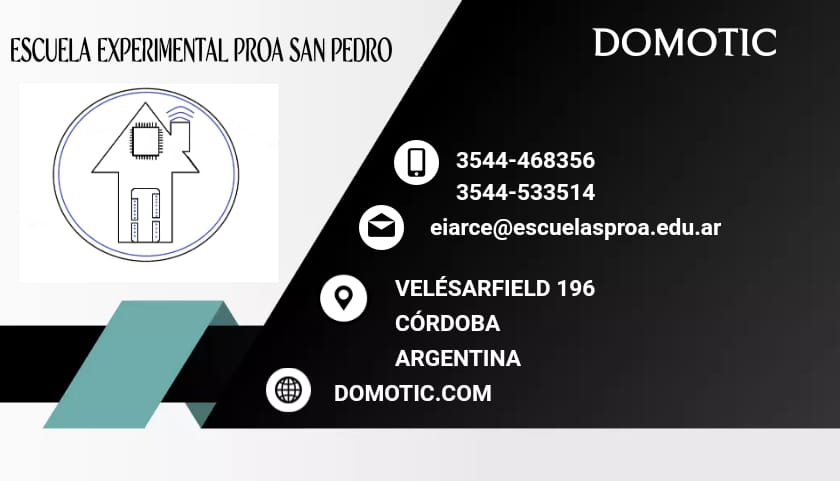 ESCUELA EXPERIMENTAL PROA SAN PEDRO
DOMOTIC
3544-468356
3544-533514
eiarce@escuelasproa.edu.ar
VELÉSARFIELD 196
CÓRDOBA
ARGENTINA
DOMOTIC.COM